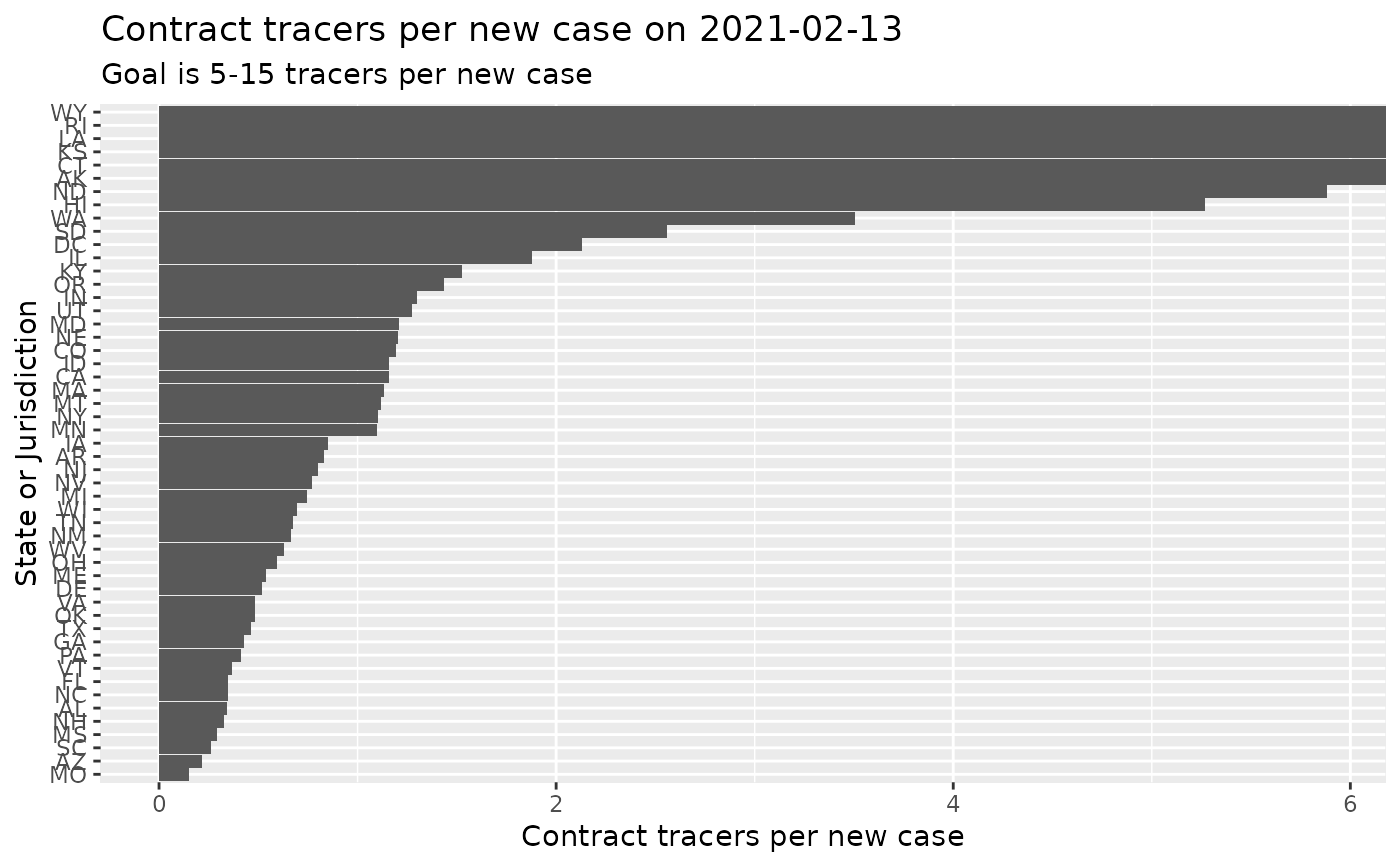 Contract tracers per new case on 2021-02-13
Goal is 5-15 tracers per new case
State or Jurisdiction
WY
RI
LA
KS
CT
AK
ND
HI
WA
SD
DC
IL
KY
OR
IN
UT
MD
NE
CO
ID
CA
MA
MT
NY
MN
IA
AR
NJ
NV
MI
WI
TN
NM
WV
OH
ME
DE
VA
OK
TX
GA
PA
VT
FL
NC
AL
NH
MS
SC
AZ
MO
0 2 4 6
Contract tracers per new case